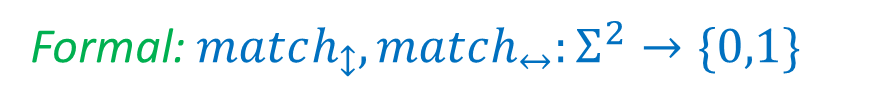 Formal: match↕, match↔: Σ² → {0,1}